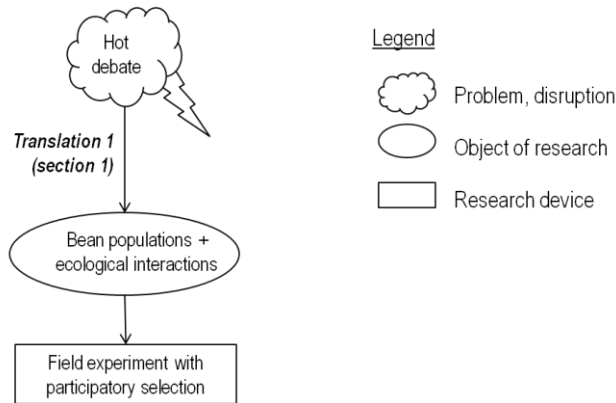 Hot
debate
Translation 1
(section 1)
Bean populations +
ecological interactions
Field experiment with
participatory selection
Legend
Problem, disruption
Object of research
Research device